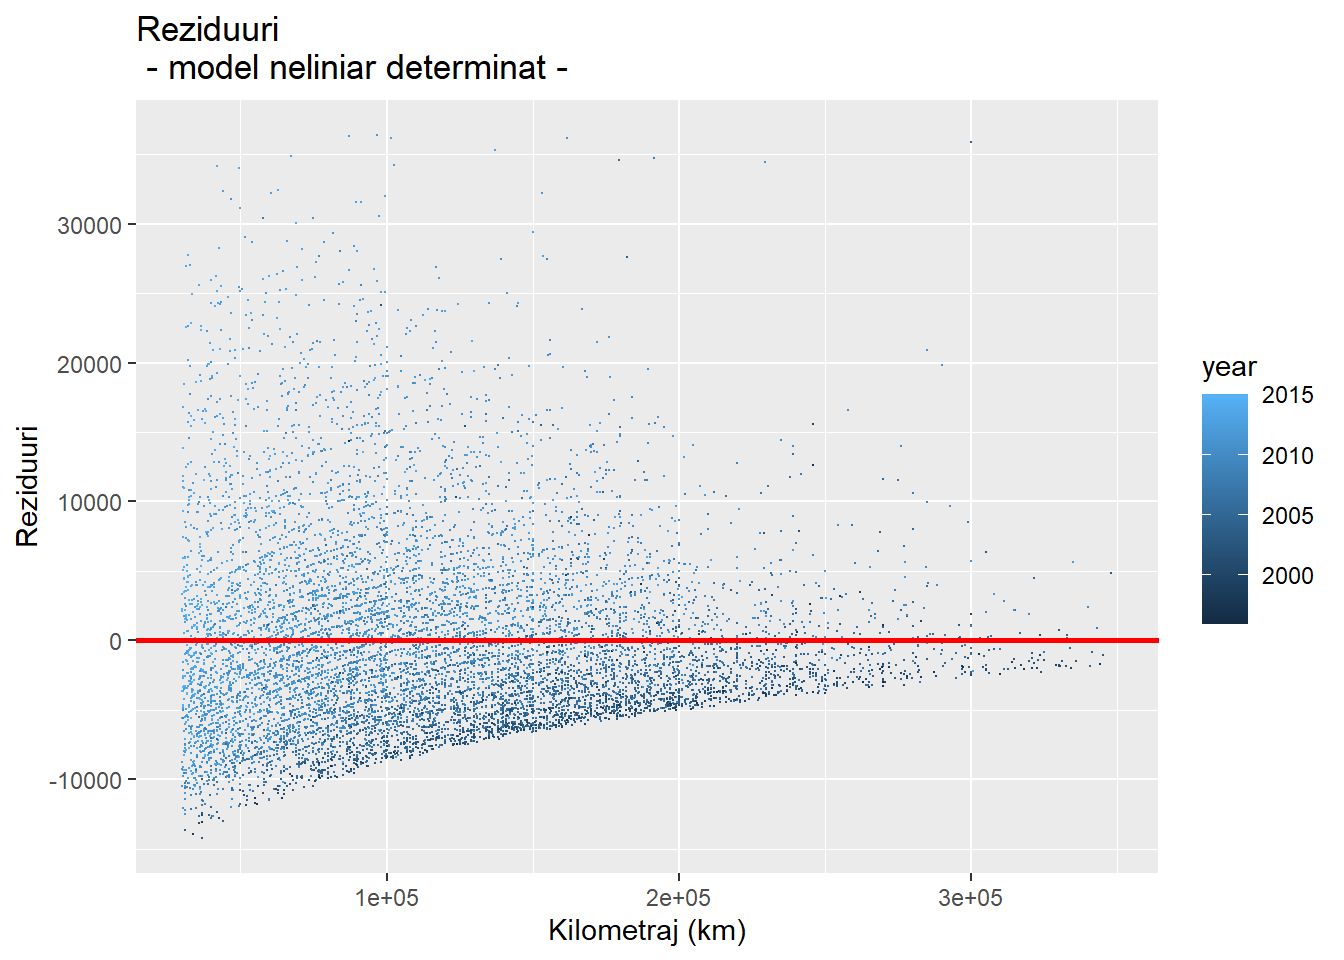 Reziduuri
- model neliniar determinat -
30000
20000
10000
0
-10000
Reziduuri
1e+05
2e+05
3e+05
Kilometraj (km)
year
2015
2010
2005
2000